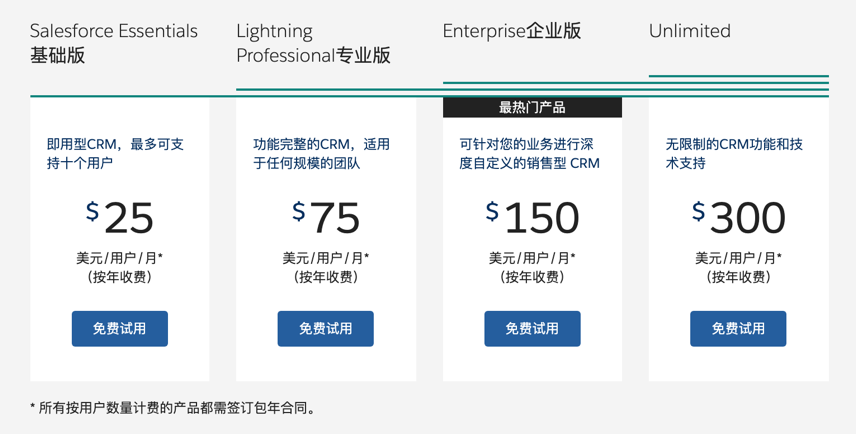 Salesforce Essentials
基础版
Lightning
Professional专业版
Enterprise企业版
Unlimited
最热门产品
即用型CRM，最多可支
持十个用户
$25
美元/用户/月*
（按年收费）
免费试用
功能完整的CRM，适用
于任何规模的团队
$75
美元/用户/月*
（按年收费）
免费试用
可针对您的业务进行深
度自定义的销售型 CRM
$150
美元/用户/月*
（按年收费）
免费试用
无限制的CRM功能和技
术支持
$300
美元/用户/月*
（按年收费）
免费试用
* 所有按用户数量计费的产品都需签订包年合同。